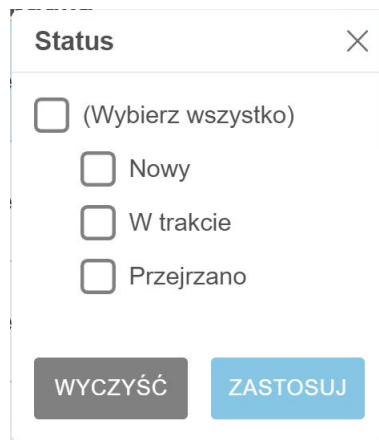 Status
(Wybierz wszystko)
Nowy
W trakcie
Przejrzano
WYCZYŚĆ ZASTOSUJ